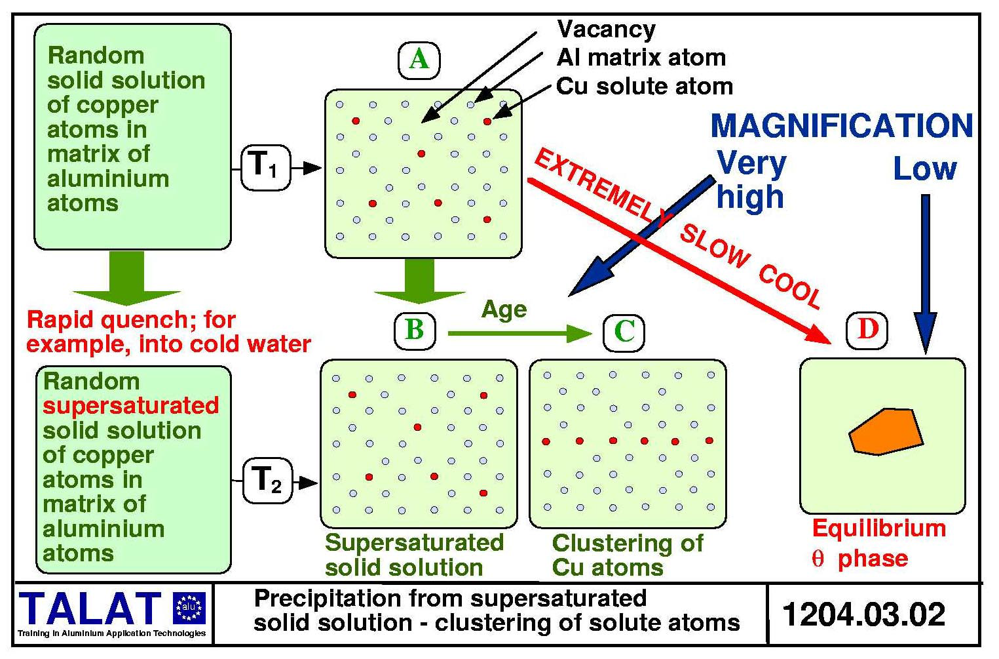 Random
solid solution
of copper
atoms in
matrix of
aluminium
atoms
T1
A
Vacancy
Al matrix atom
Cu solute atom
MAGNIFICATION
Very
high
Low
EXTREMELY SLOW COOL
Rapid quench; for
example, into cold water
B
Age
C
D
Random
supersaturated
solid solution
of copper
atoms in
matrix of
aluminium
atoms
T2
Supersaturated
solid solution
Clustering of
Cu atoms
Equilibrium
θ phase
TALAT
alu
Training in Aluminium Application Technologies
Precipitation from supersaturated
solid solution - clustering of solute atoms
1204.03.02